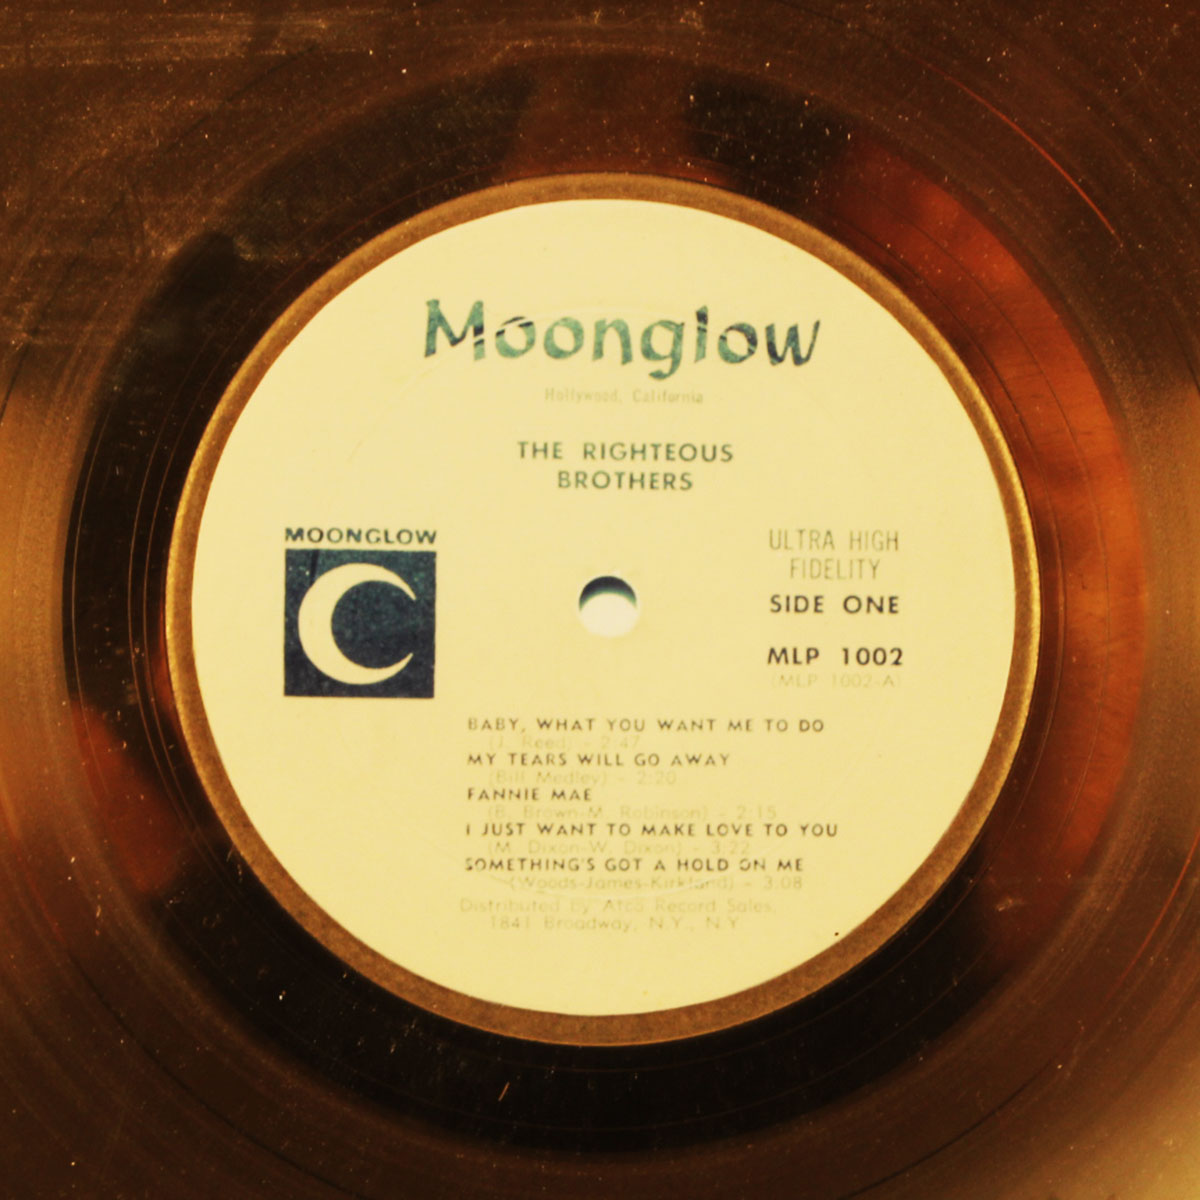 Moonglow
Hollywood, California
THE RIGHTEOUS
BROTHERS
MOONGLOW
ULTRA HIGH
FIDELITY
SIDE ONE
MLP 1002
(MLP 1002-A)
BABY, WHAT YOU WANT ME TO DO
(J. Reed) - 2:47
MY TEARS WILL GO AWAY
(Bill Medley) - 2:20
FANNIE MAE
(B. Brown-M. Robinson) - 2:15
I JUST WANT TO MAKE LOVE TO YOU
(M. Dixon-W. Dixon) - 3:22
SOMETHING'S GOT A HOLD ON ME
(Woods-James-Kirkland) - 3:08
Distributed by Atco Record Sales,
1841 Broadway, N.Y., N.Y